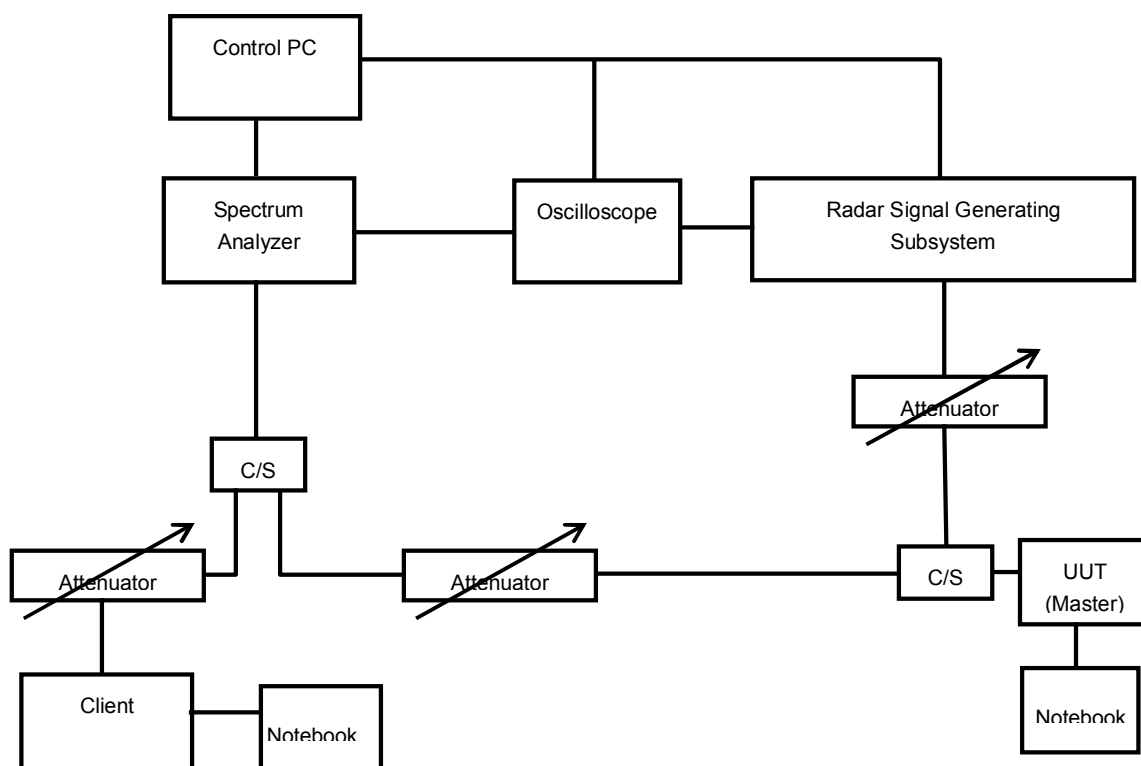 Control PC
Spectrum
Analyzer
Oscilloscope
Radar Signal Generating
Subsystem
Attenuator
C/S
Attenuator
Attenuator
C/S
UUT
(Master)
Client
Notebook
Notebook